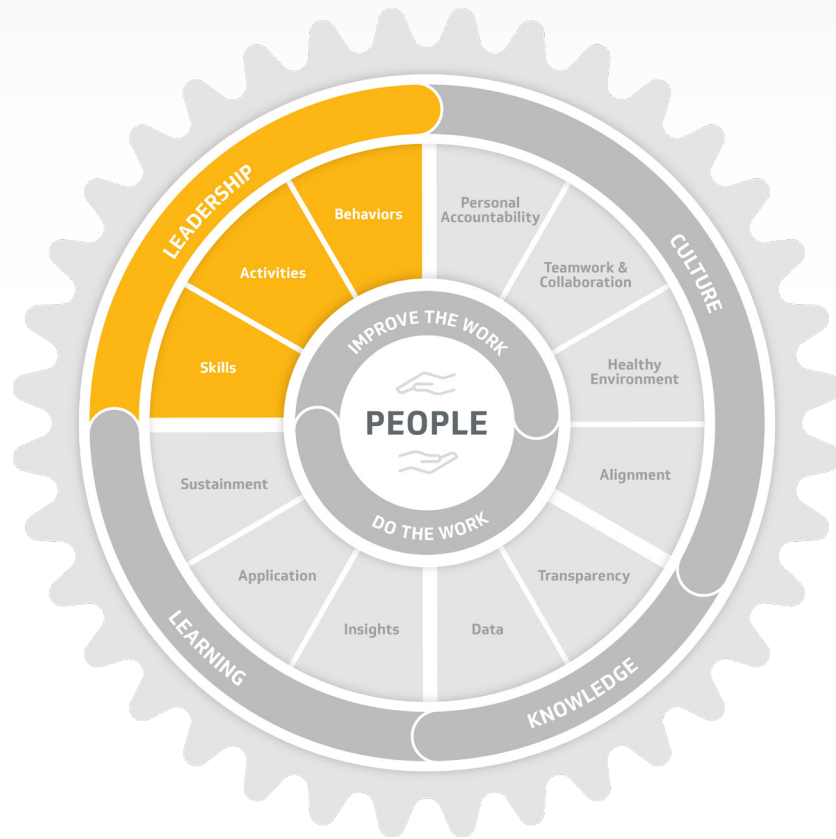 LEADERSHIP
Behaviors
Activities
Skills
CULTURE
Personal
Accountability
Teamwork &
Collaboration
Healthy
Environment
Alignment
KNOWLEDGE
Transparency
Data
LEARNING
Insights
Application
Sustainment
IMPROVE THE WORK
PEOPLE
DO THE WORK